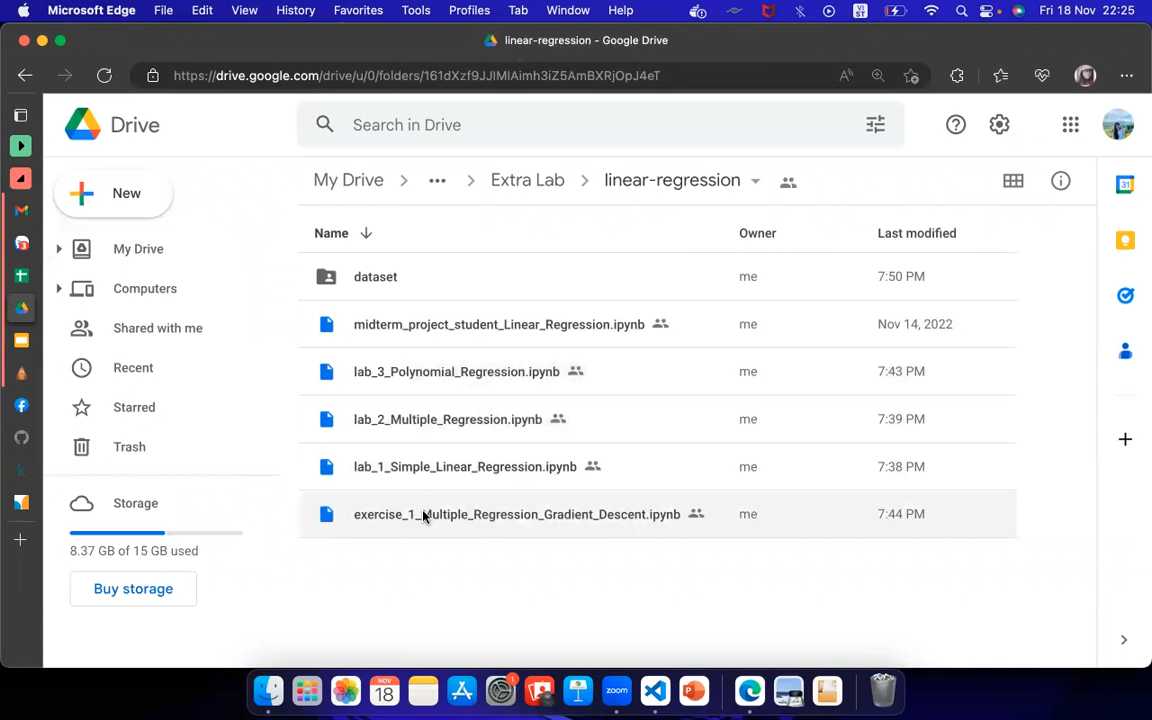 Microsoft Edge File Edit View History Favorites Tools Profiles Tab Window Help VI ST Fri 18 Nov 22:25
linear-regression - Google Drive
https://drive.google.com/drive/u/0/folders/161dXzf9JJIMlAimh3iZ5AmBXRjOpJ4eT
Drive
Search in Drive
New
My Drive
Computers
Shared with me
Recent
Starred
Trash
Storage
8.37 GB of 15 GB used
Buy storage
My Drive > ... > Extra Lab > linear-regression
Name Owner Last modified
dataset me 7:50 PM
midterm_project_student_Linear_Regression.ipynb me Nov 14, 2022
lab_3_Polynomial_Regression.ipynb me 7:43 PM
lab_2_Multiple_Regression.ipynb me 7:39 PM
lab_1_Simple_Linear_Regression.ipynb me 7:38 PM
exercise_1_Multiple_Regression_Gradient_Descent.ipynb me 7:44 PM
31
NOV
18
1
zoom